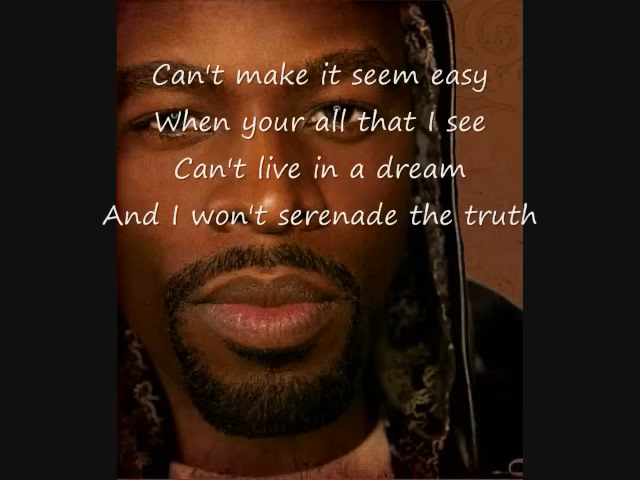 Can't make it seem easy
When your all that I see
Can't live in a dream
And I won't serenade the truth